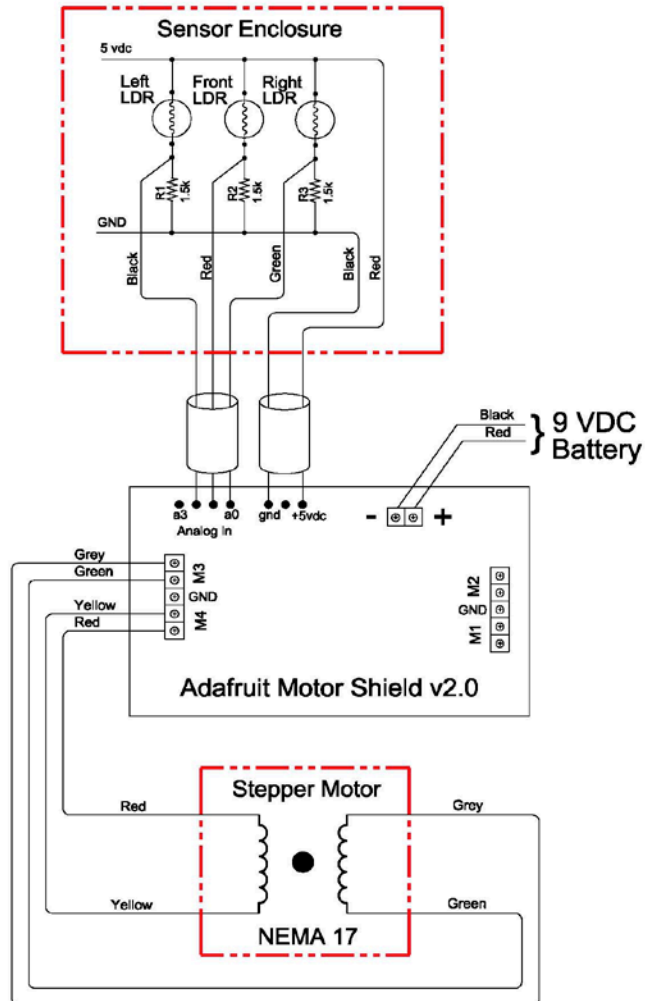 Sensor Enclosure
5 vdc
Left Front Right
LDR LDR LDR
R1 1.5k
R2 1.5k
R3 1.5k
GND
Black
Red
Green
Black
Red
Black
Red
} 9 VDC
Battery
a3 a0 gnd +5vdc
Analog In
- +
Grey
Green
Yellow
Red
M3
GND
M4
M2
GND
M1
Adafruit Motor Shield v2.0
Stepper Motor
Red
Grey
Yellow
Green
NEMA 17